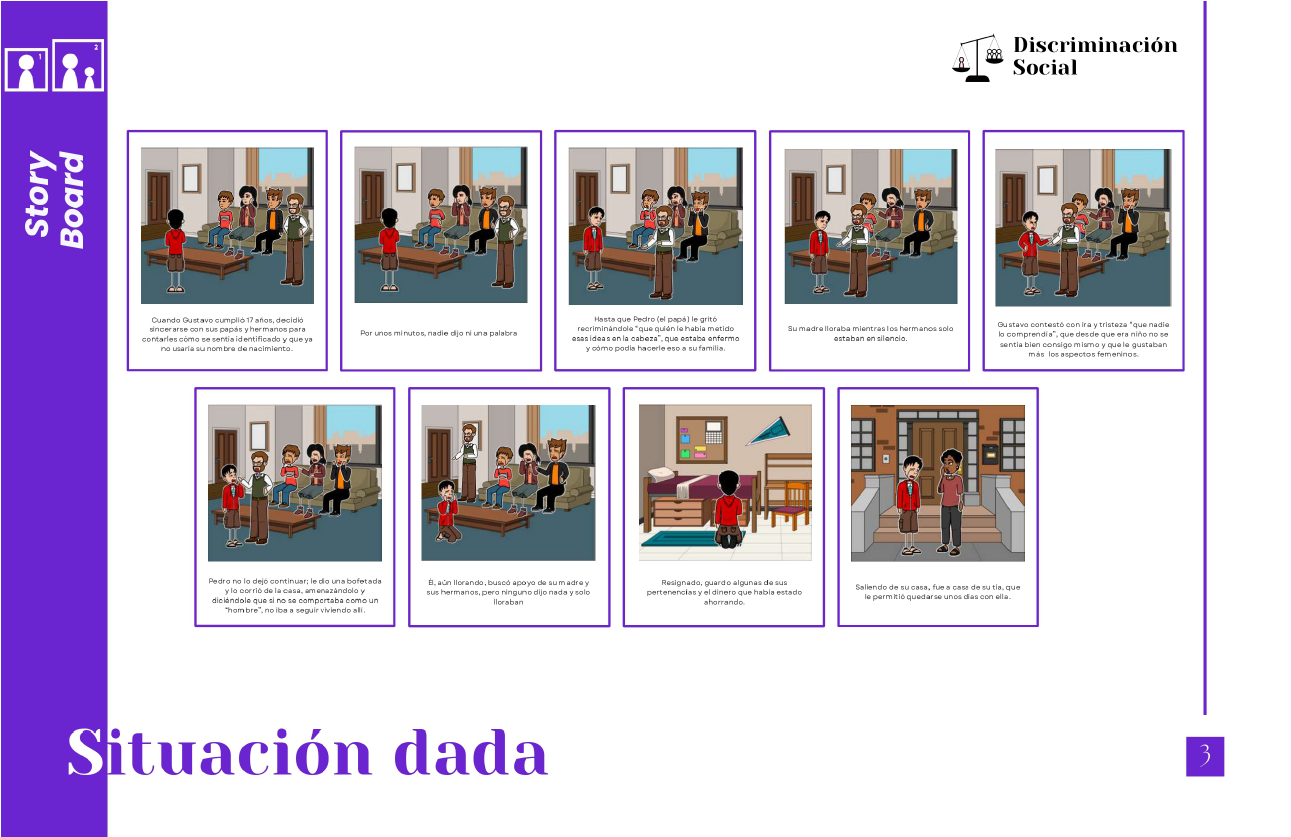 1
2
Story
Board
Discriminación
Social
Cuando Gustavo cumplió 17 años, decidió
sincerarse con sus papás y hermanos para
contarles cómo se sentía identificado y que ya
no usaría su nombre de nacimiento.
Por unos minutos, nadie dijo ni una palabra
Hasta que Pedro (el papá) le gritó
recriminándole "que quién le había metido
esas ideas en la cabeza", que estaba enfermo
y cómo podía hacerle eso a su familia.
Su madre lloraba mientras los hermanos solo
estaban en silencio.
Gustavo contestó con ira y tristeza "que nadie
lo comprendía", que desde que era niño no se
sentía bien consigo mismo y que le gustaban
más los aspectos femeninos.
Pedro no lo dejó continuar; le dio una bofetada
y lo corrió de la casa, amenazándolo y
diciéndole que si no se comportaba como un
"hombre", no iba a seguir viviendo allí.
Él, aún llorando, buscó apoyo de su madre y
sus hermanos, pero ninguno dijo nada y solo
lloraban
Resignado, guardo algunas de sus
pertenencias y el dinero que había estado
ahorrando.
Saliendo de su casa, fue a casa de su tía, que
le permitió quedarse unos días con ella.
Situación dada
3